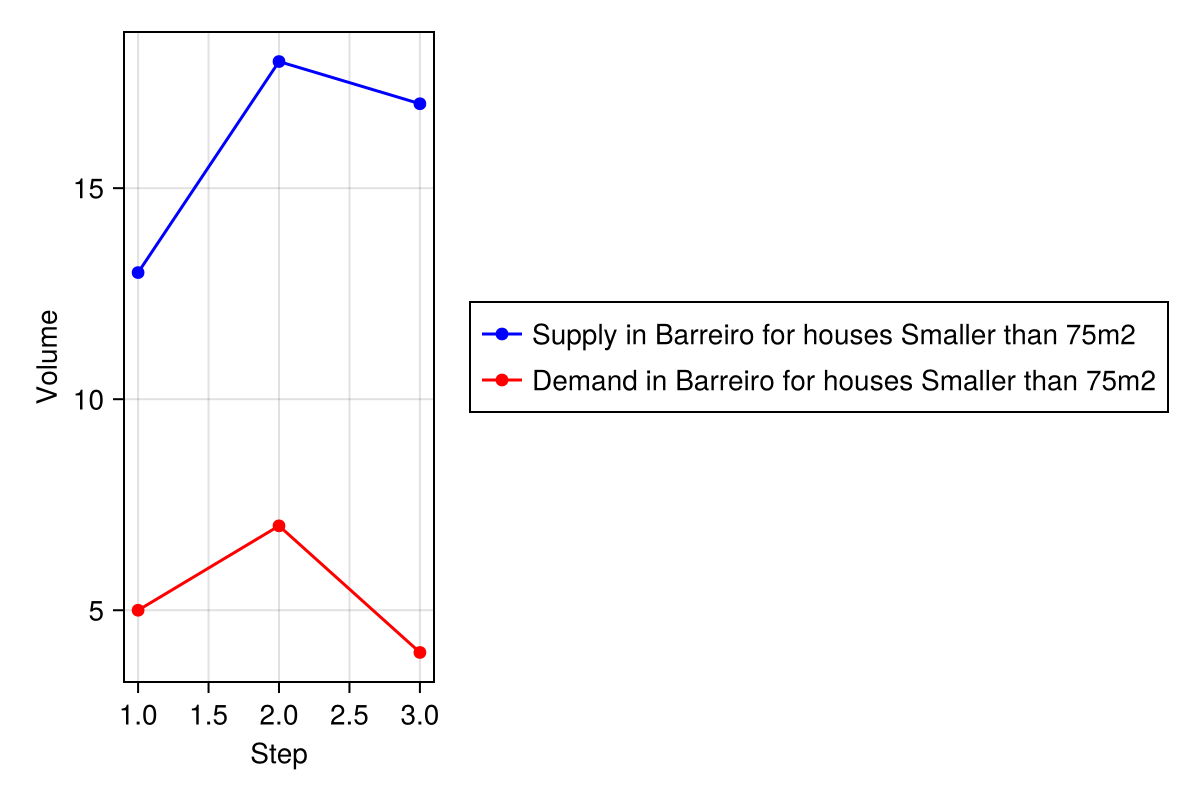 Volume
15
10
5
1.0 1.5 2.0 2.5 3.0
Step
Supply in Barreiro for houses Smaller than 75m2
Demand in Barreiro for houses Smaller than 75m2